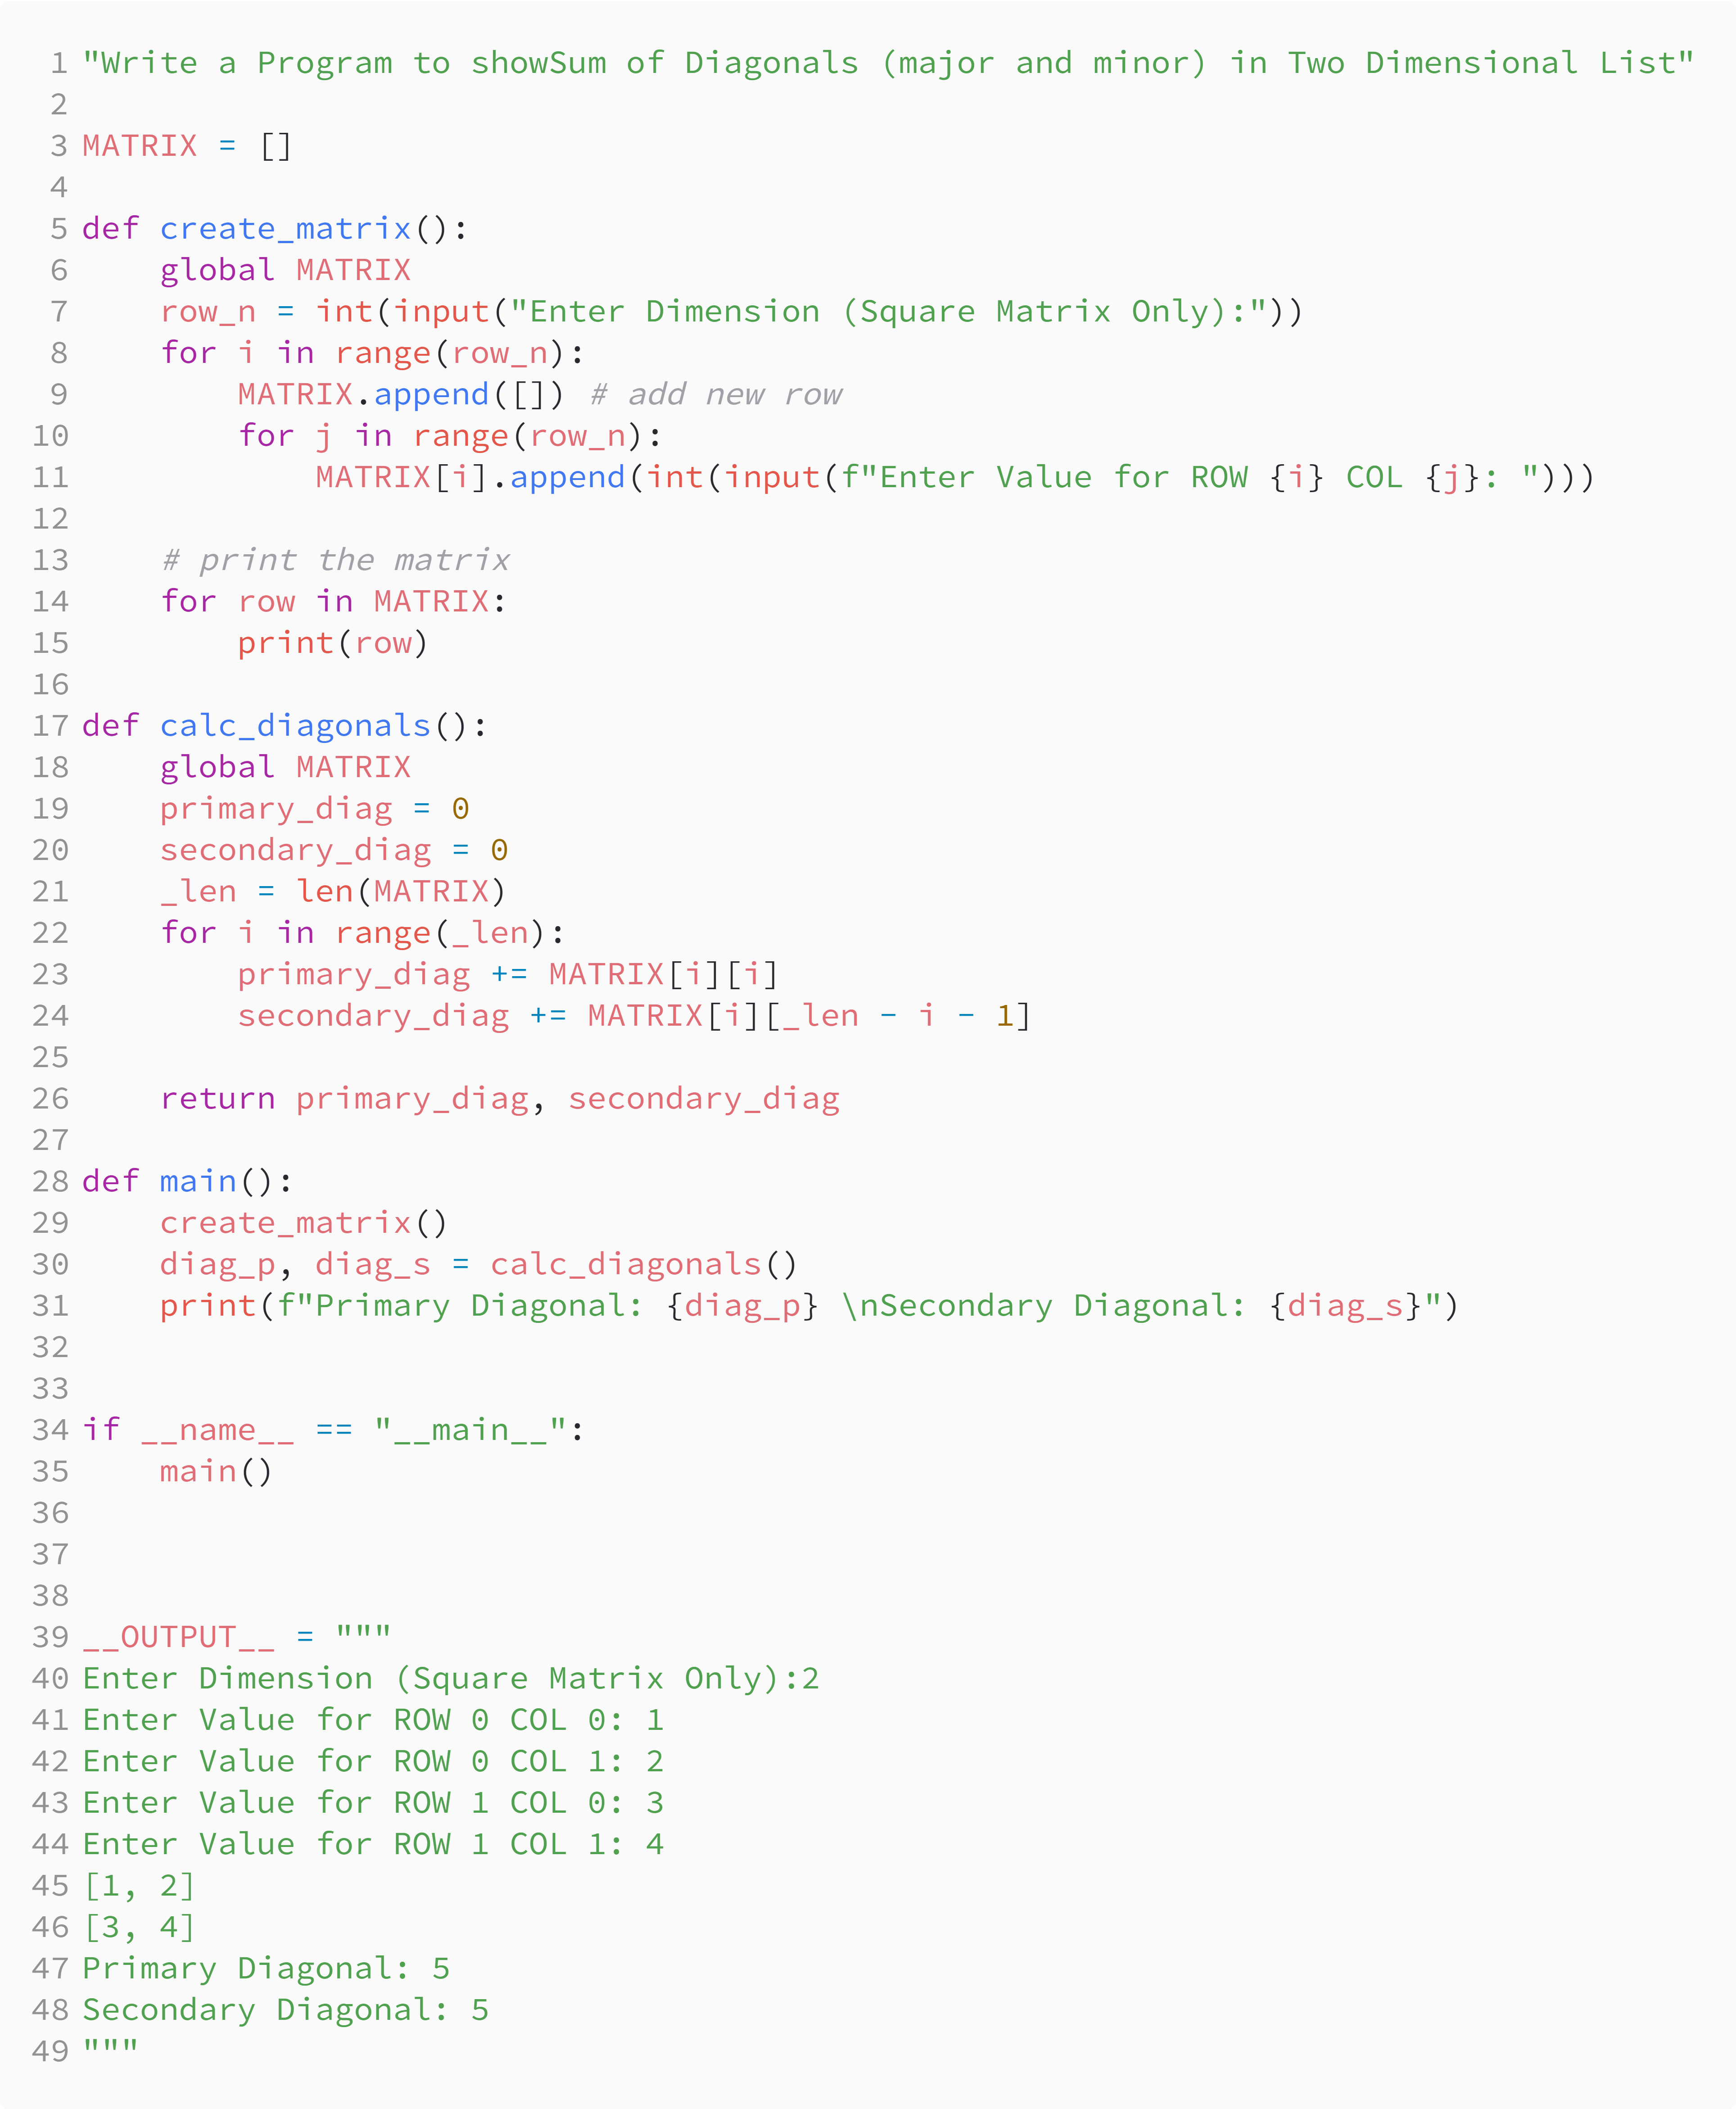 1 "Write a Program to showSum of Diagonals (major and minor) in Two Dimensional List"
2
3 MATRIX = []
4
5 def create_matrix():
6     global MATRIX
7     row_n = int(input("Enter Dimension (Square Matrix Only):"))
8     for i in range(row_n):
9         MATRIX.append([]) # add new row
10         for j in range(row_n):
11             MATRIX[i].append(int(input(f"Enter Value for ROW {i} COL {j}: ")))
12
13     # print the matrix
14     for row in MATRIX:
15         print(row)
16
17 def calc_diagonals():
18     global MATRIX
19     primary_diag = 0
20     secondary_diag = 0
21     _len = len(MATRIX)
22     for i in range(_len):
23         primary_diag += MATRIX[i][i]
24         secondary_diag += MATRIX[i][_len - i - 1]
25
26     return primary_diag, secondary_diag
27
28 def main():
29     create_matrix()
30     diag_p, diag_s = calc_diagonals()
31     print(f"Primary Diagonal: {diag_p} \nSecondary Diagonal: {diag_s}")
32
33
34 if __name__ == "__main__":
35     main()
36
37
38
39 __OUTPUT__ = """
40 Enter Dimension (Square Matrix Only):2
41 Enter Value for ROW 0 COL 0: 1
42 Enter Value for ROW 0 COL 1: 2
43 Enter Value for ROW 1 COL 0: 3
44 Enter Value for ROW 1 COL 1: 4
45 [1, 2]
46 [3, 4]
47 Primary Diagonal: 5
48 Secondary Diagonal: 5
49 """